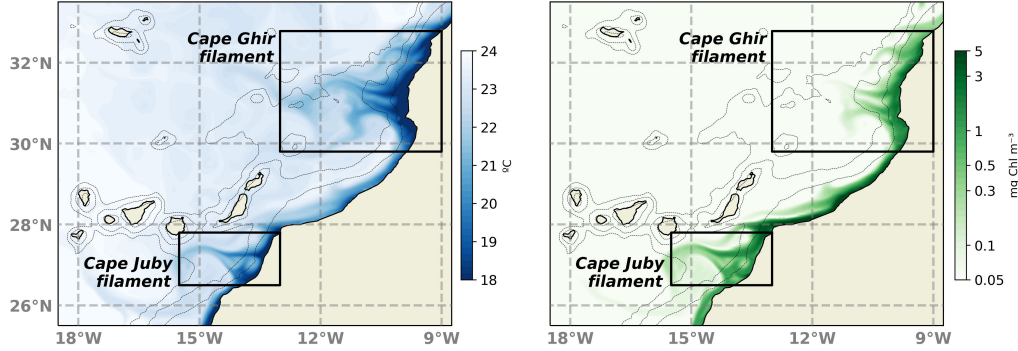 Cape Ghir
filament
Cape Juby
filament
32°N
30°N
28°N
26°N
18°W
15°W
12°W
9°W
24
23
22
21
20
19
18
ºC
Cape Ghir
filament
Cape Juby
filament
18°W
15°W
12°W
9°W
5
3
1
0.5
0.3
0.1
0.05
mg Chl m⁻³